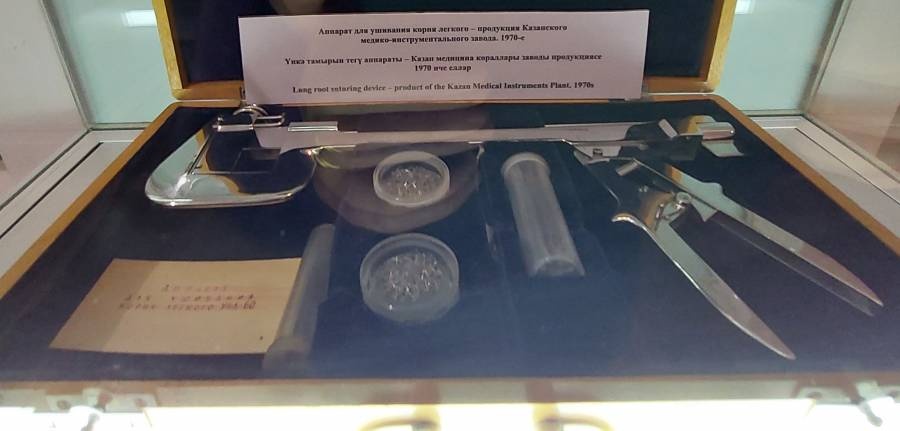 Аппарат для ушивания корня легкого – продукция Казанского
медико-инструментального завода. 1970-е
Үпкә тамырын тегү аппараты – Казан медицина кораллары заводы продукциясе
1970 нче еллар
Lung root suturing device – product of the Kazan Medical Instruments Plant. 1970s